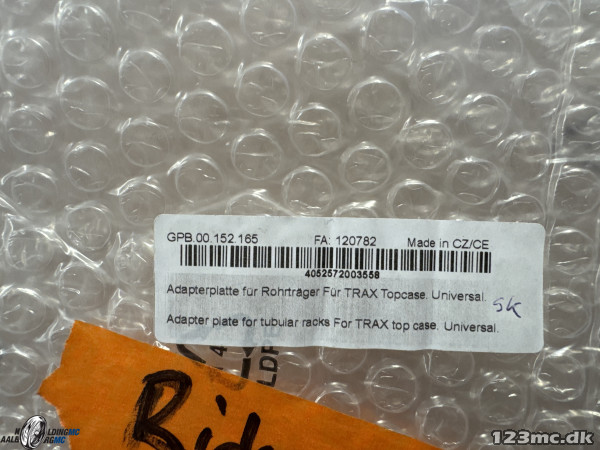 GPB.00.152.165 FA: 120782 Made in CZ/CE
4052572003558
Adapterplatte für Rohrträger Für TRAX Topcase. Universal.
SK
Adapter plate for tubular racks For TRAX top case. Universal.
123mc.dk